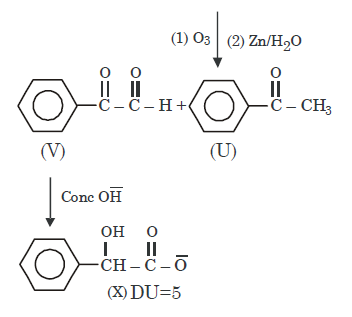 (1) O3 (2) Zn/H2O
O O O
C – C – H + C – CH3
(V) (U)
Conc OH̅
OH O
CH – C – O̅
(X) DU=5